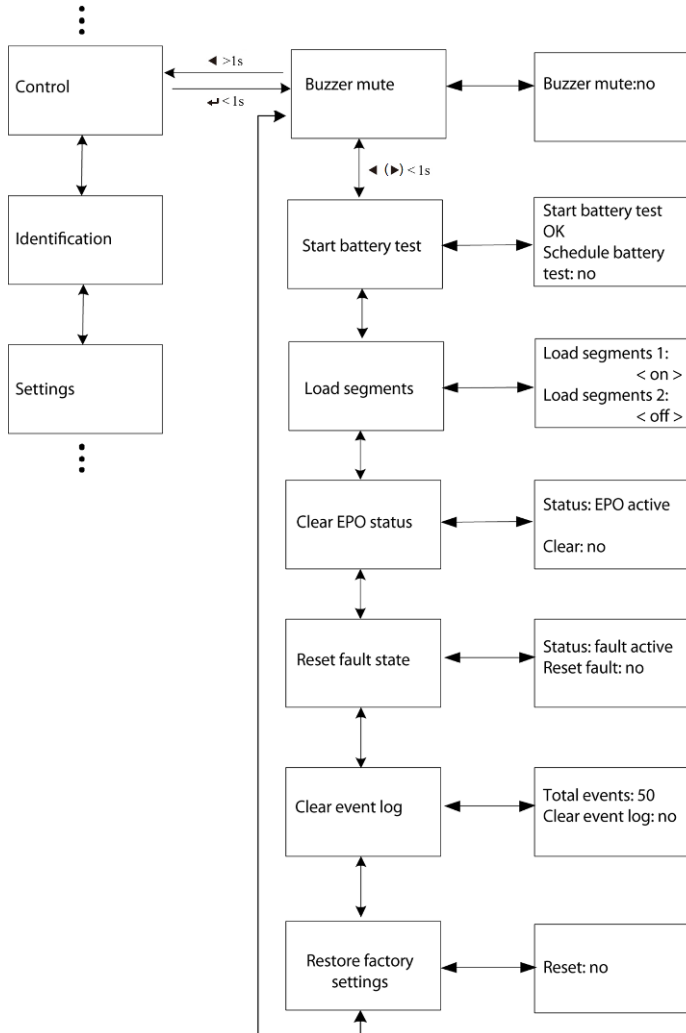 Control
◀ >1s
↵ < 1s
Buzzer mute
Buzzer mute:no
◀ (▶) < 1s
Identification
Start battery test
Start battery test
OK
Schedule battery
test: no
Settings
Load segments
Load segments 1:
< on >
Load segments 2:
< off >
Clear EPO status
Status: EPO active
Clear: no
Reset fault state
Status: fault active
Reset fault: no
Clear event log
Total events: 50
Clear event log: no
Restore factory
settings
Reset: no